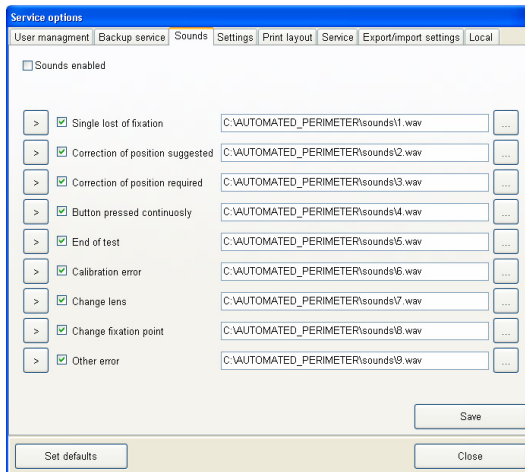 Service options
User managment Backup service Sounds Settings Print layout Service Export/import settings Local
Sounds enabled
> Single lost of fixation C:\AUTOMATED_PERIMETER\sounds\1.wav ...
> Correction of position suggested C:\AUTOMATED_PERIMETER\sounds\2.wav ...
> Correction of position required C:\AUTOMATED_PERIMETER\sounds\3.wav ...
> Button pressed continuosly C:\AUTOMATED_PERIMETER\sounds\4.wav ...
> End of test C:\AUTOMATED_PERIMETER\sounds\5.wav ...
> Calibration error C:\AUTOMATED_PERIMETER\sounds\6.wav ...
> Change lens C:\AUTOMATED_PERIMETER\sounds\7.wav ...
> Change fixation point C:\AUTOMATED_PERIMETER\sounds\8.wav ...
> Other error C:\AUTOMATED_PERIMETER\sounds\9.wav ...
Save
Set defaults Close